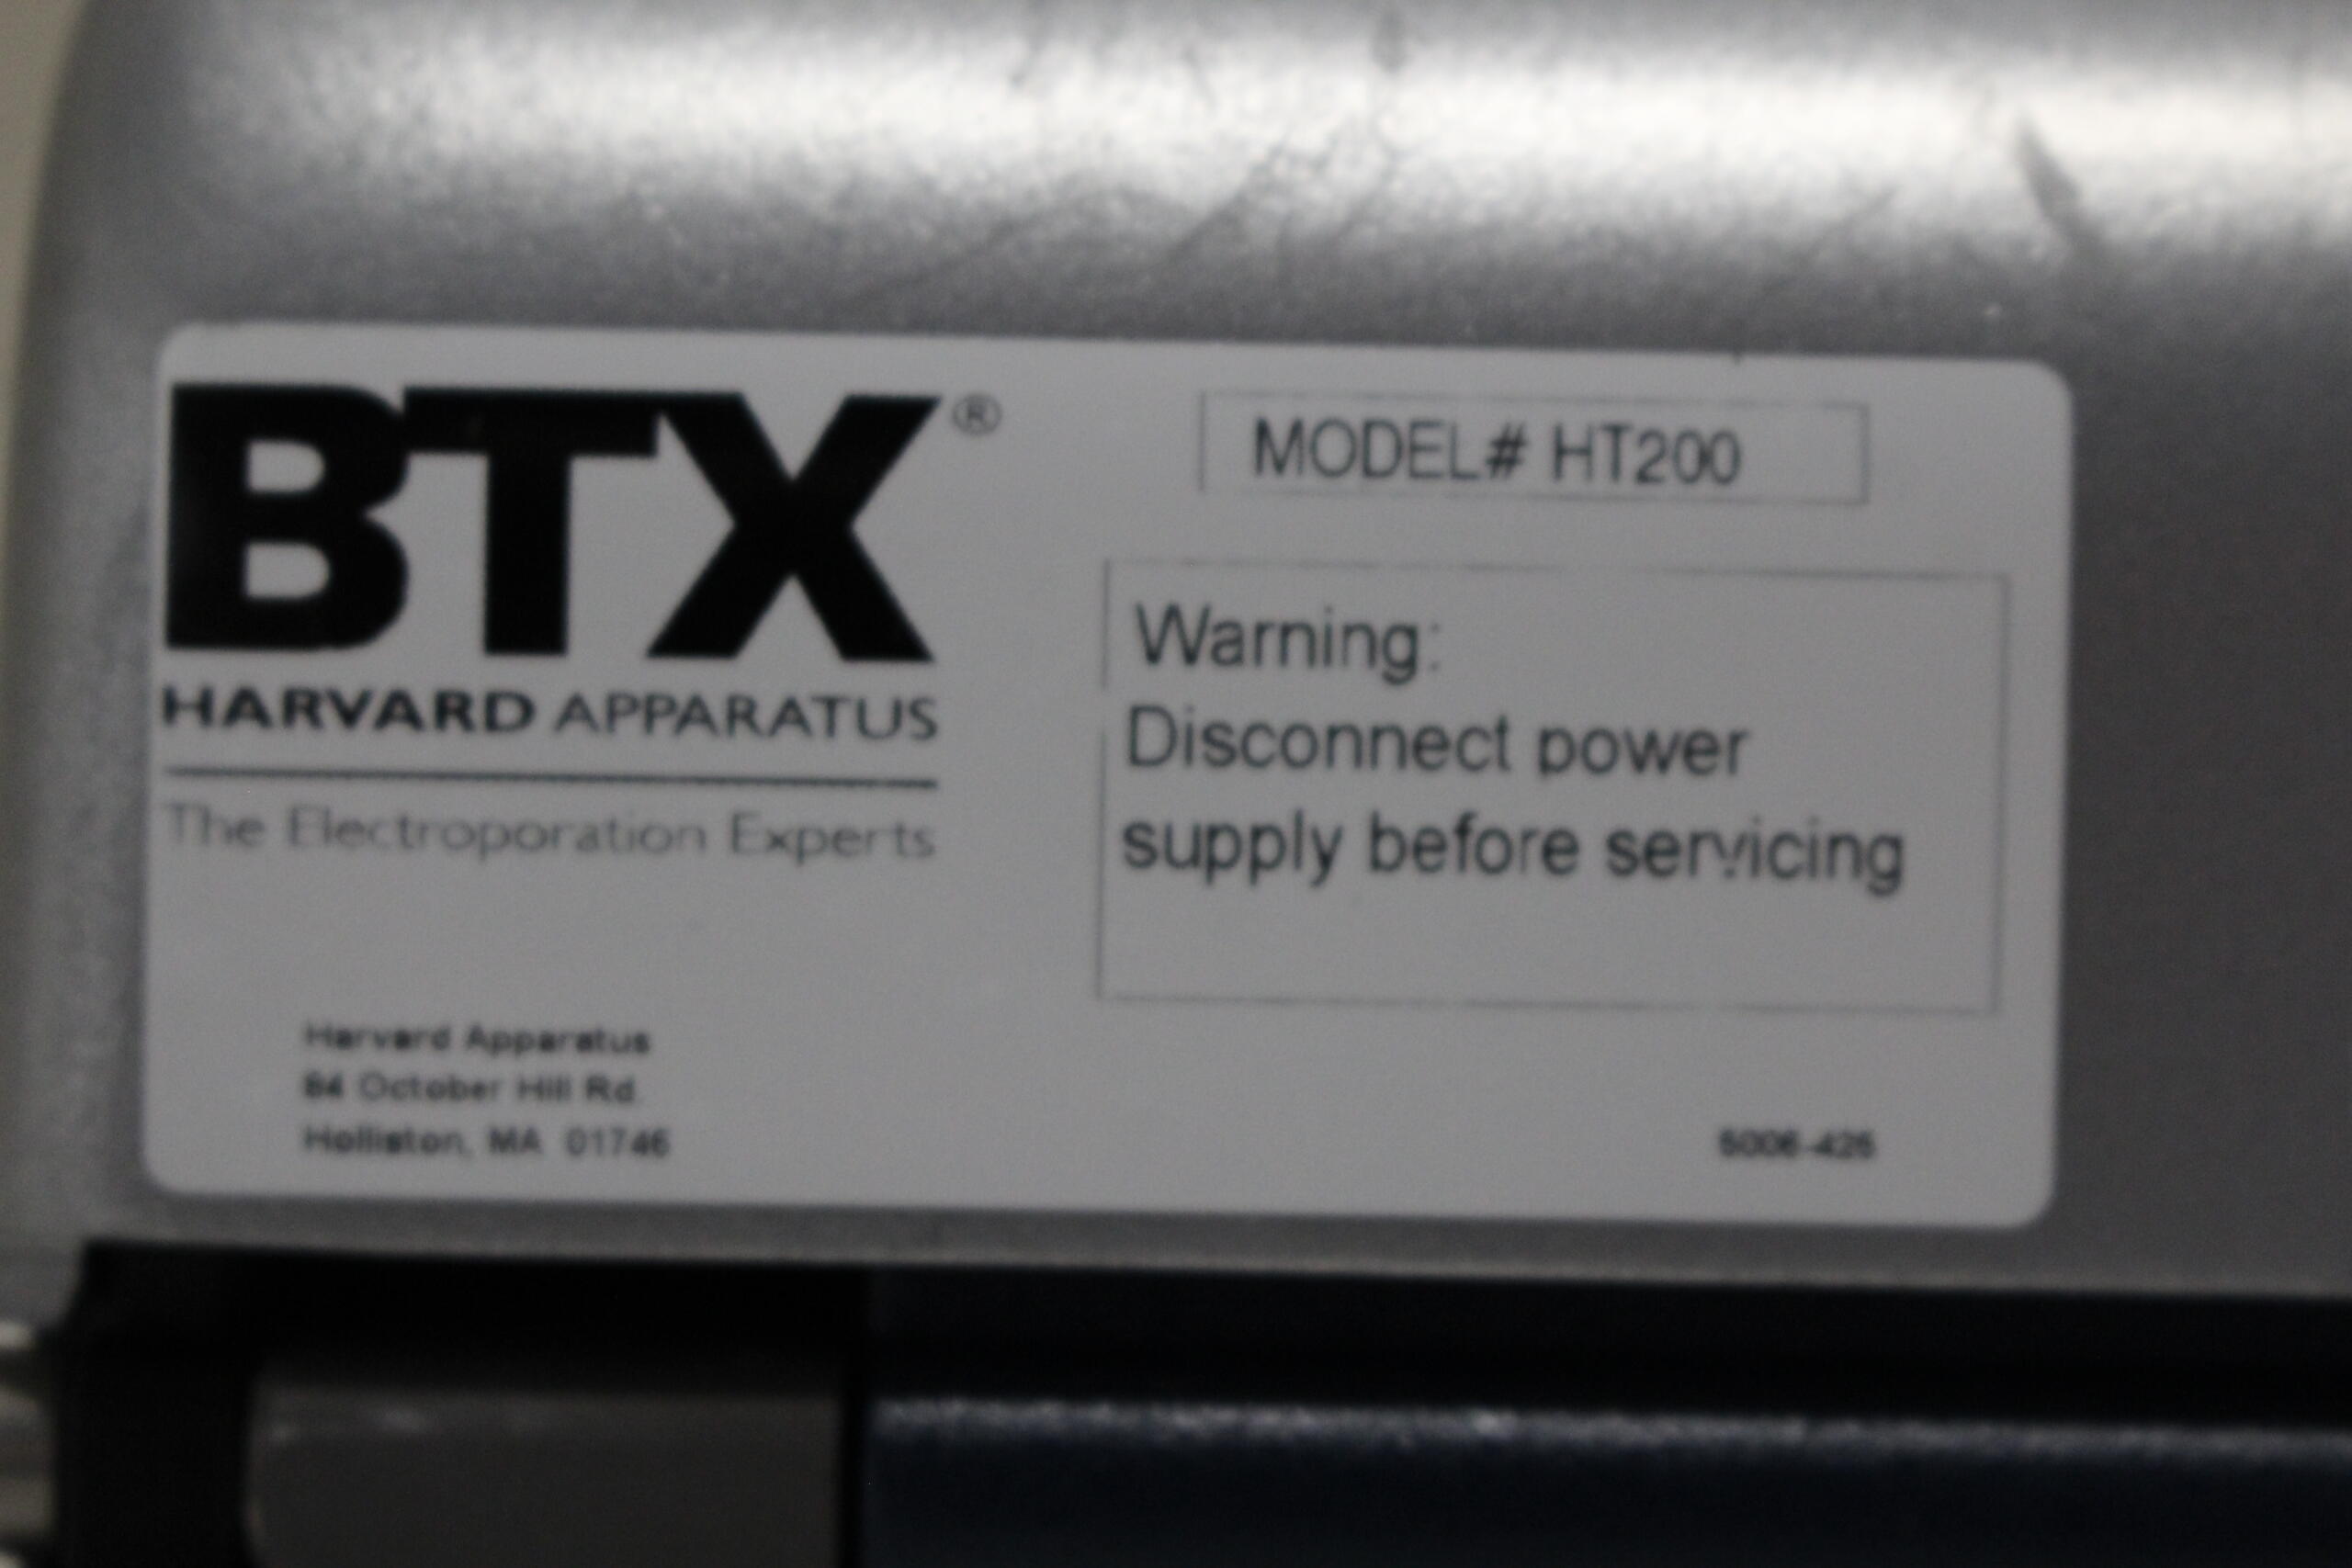 BTX®
HARVARD APPARATUS
The Electroporation Experts
MODEL# HT200
Warning:
Disconnect power
supply before servicing
Harvard Apparatus
84 October Hill Rd.
Holliston, MA 01746
5006-425